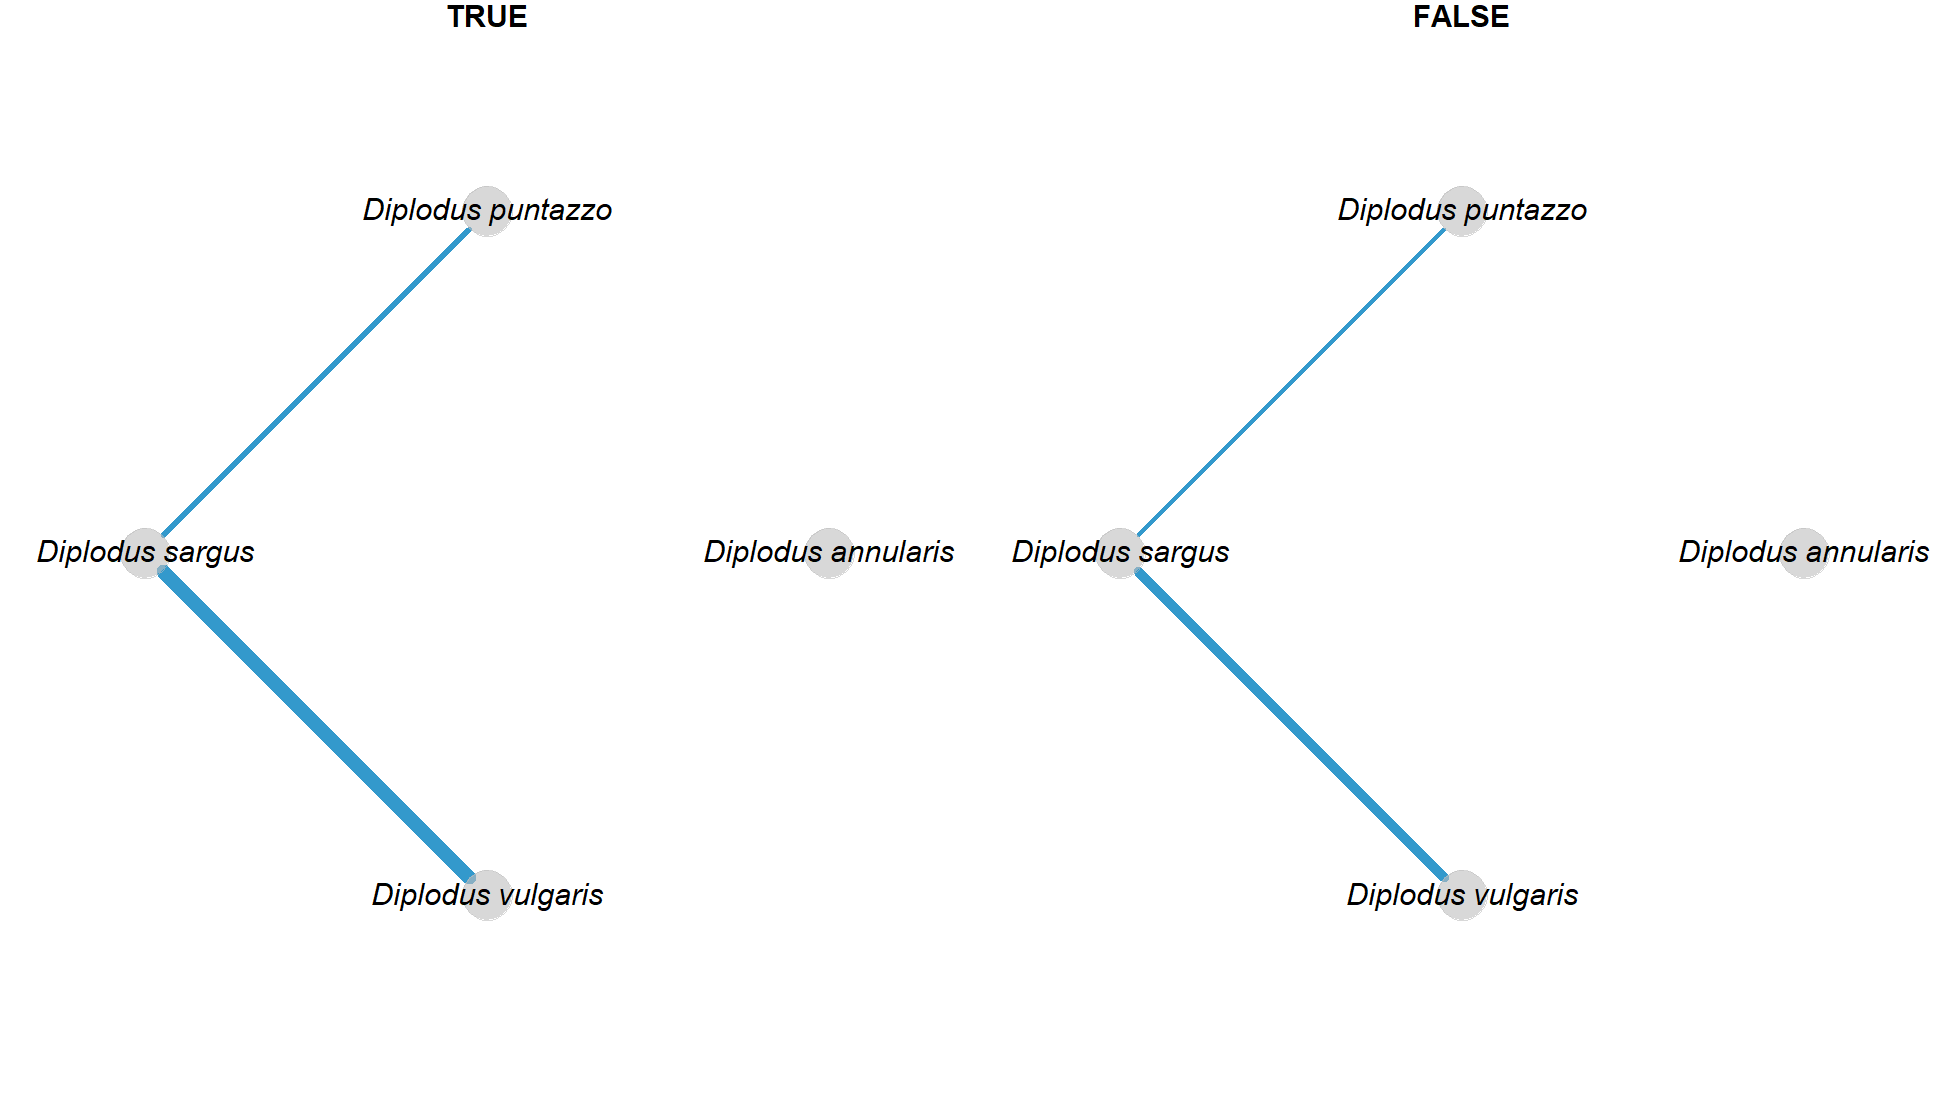 TRUE
FALSE
Diplodus puntazzo
Diplodus puntazzo
Diplodus sargus
Diplodus annularis
Diplodus sargus
Diplodus annularis
Diplodus vulgaris
Diplodus vulgaris